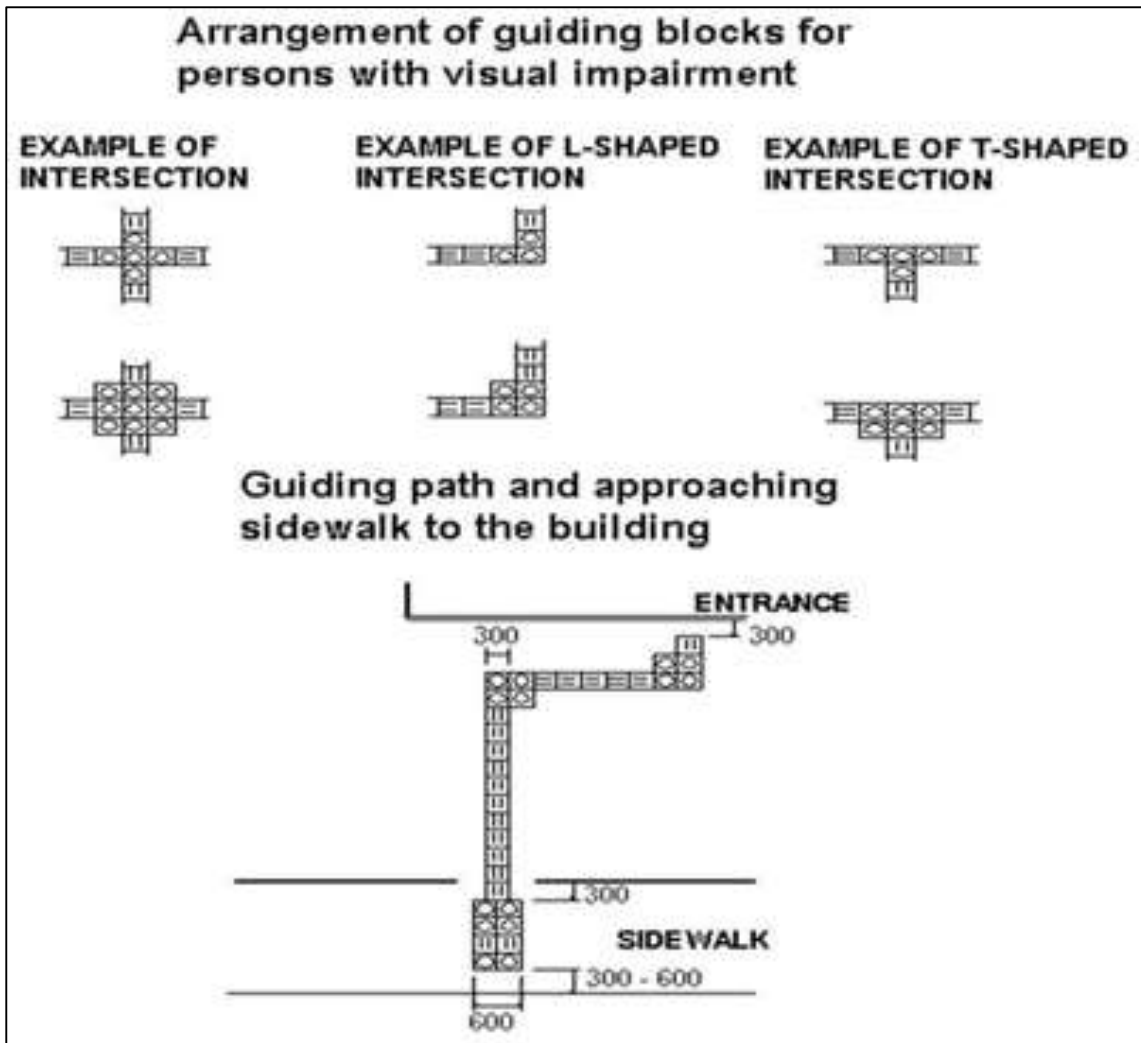 Arrangement of guiding blocks for
persons with visual impairment
EXAMPLE OF
INTERSECTION
EXAMPLE OF L-SHAPED
INTERSECTION
EXAMPLE OF T-SHAPED
INTERSECTION
Guiding path and approaching
sidewalk to the building
ENTRANCE
300
300
300
SIDEWALK
300 - 600
600